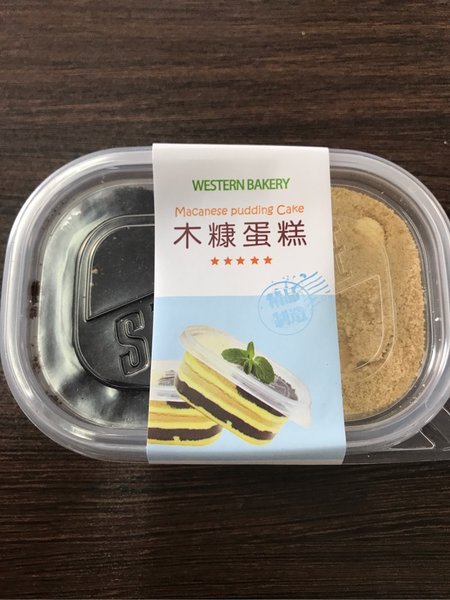 WESTERN BAKERY
Macanese pudding Cake
木糠蛋糕